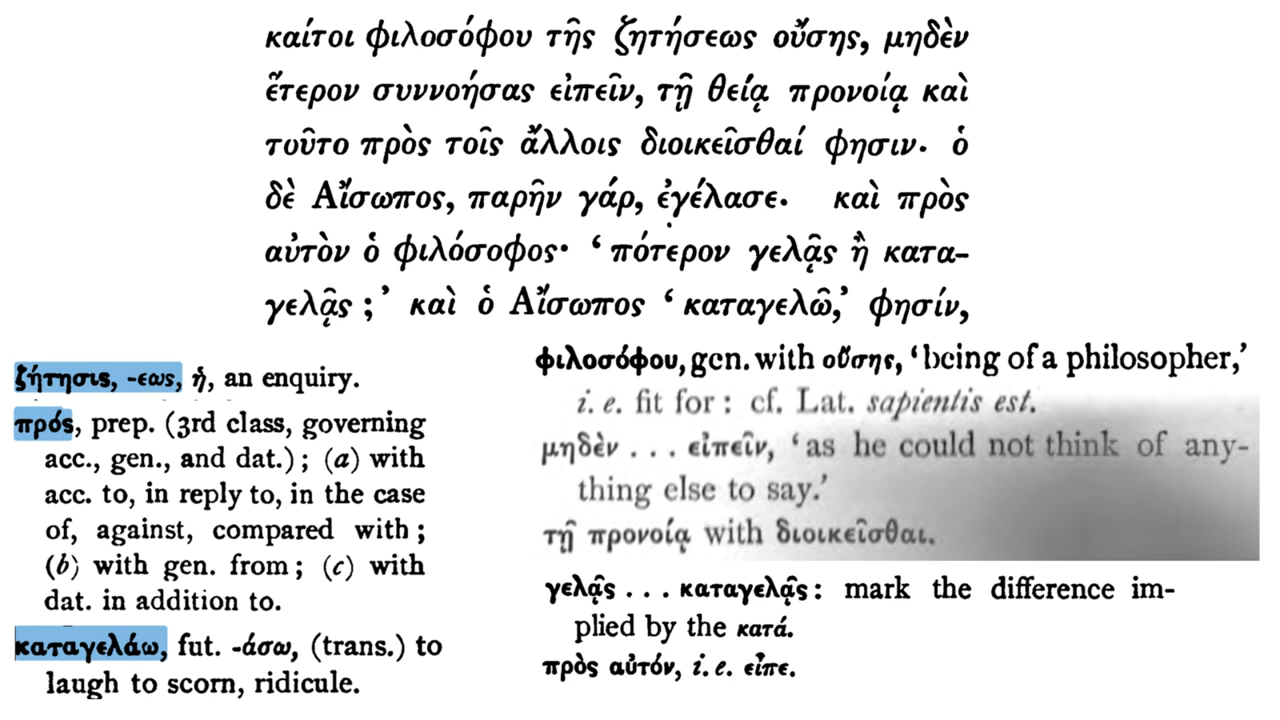 καίτοι φιλοσόφου τῆς ζητήσεως οὔσης, μηδὲν
ἕτερον συννοήσας εἰπεῖν, τῇ θείᾳ προνοίᾳ καὶ
τοῦτο πρὸς τοῖς ἄλλοις διοικεῖσθαί φησιν· ὁ
δὲ Αἴσωπος, παρῆν γάρ, ἐγέλασε. καὶ πρὸς
αὐτὸν ὁ φιλόσοφος· ‘πότερον γελᾷς ἢ κατα-
γελᾷς ;’ καὶ ὁ Αἴσωπος ‘καταγελῶ,’ φησίν,
ζήτησις, -εως, ἡ, an enquiry.
πρός, prep. (3rd class, governing
acc., gen., and dat.) ; (a) with
acc. to, in reply to, in the case
of, against, compared with ;
(b) with gen. from ; (c) with
dat. in addition to.
καταγελάω, fut. -άσω, (trans.) to
laugh to scorn, ridicule.
φιλοσόφου, gen. with οὔσης, ‘being of a philosopher,’
i. e. fit for : cf. Lat. sapientis est.
μηδὲν . . . εἰπεῖν, ‘as he could not think of any-
thing else to say.’
τῇ προνοίᾳ with διοικεῖσθαι.
γελᾷς . . . καταγελᾷς : mark the difference im-
plied by the κατά.
πρὸς αὐτόν, i. e. εἶπε.